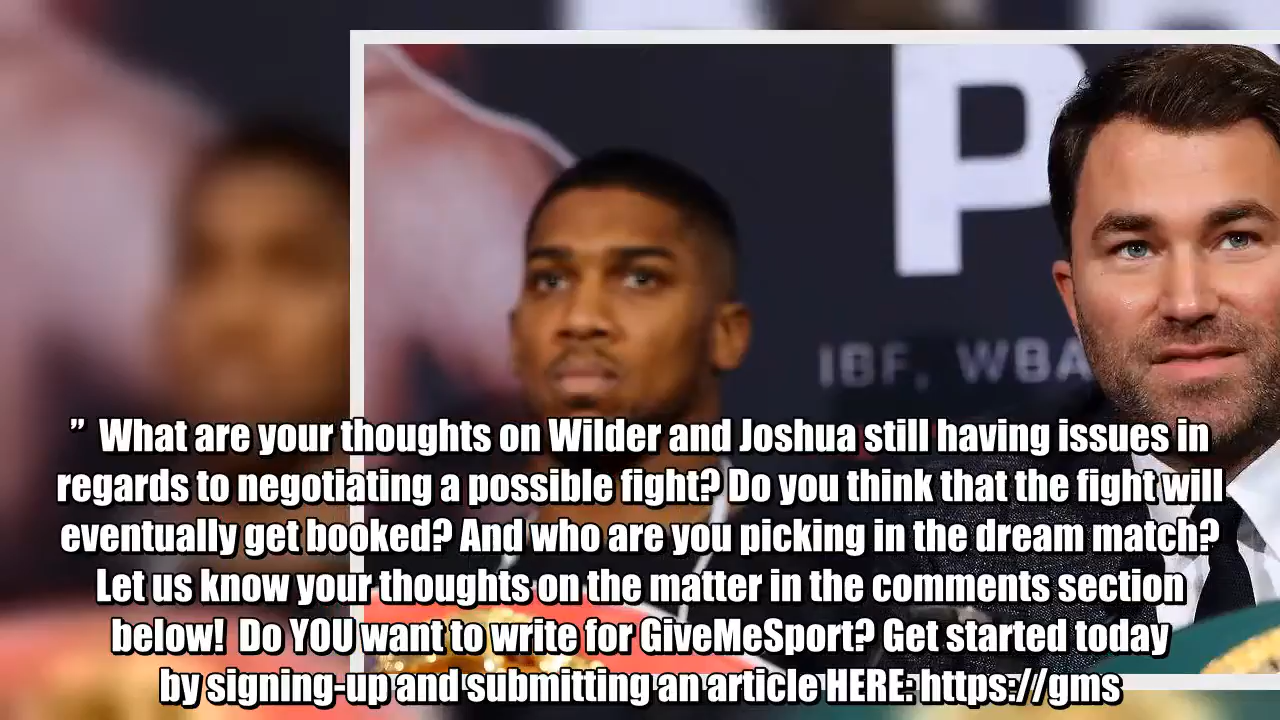 P
IBF, WBA
” What are your thoughts on Wilder and Joshua still having issues in
regards to negotiating a possible fight? Do you think that the fight will
eventually get booked? And who are you picking in the dream match?
Let us know your thoughts on the matter in the comments section
below! Do YOU want to write for GiveMeSport? Get started today
by signing-up and submitting an article HERE: https://gms